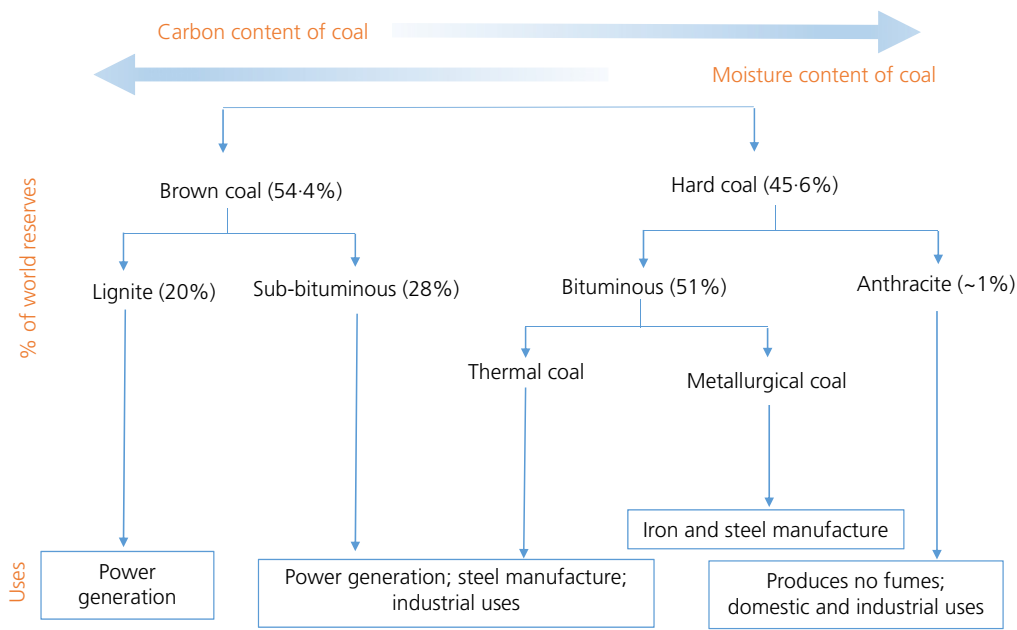 Carbon content of coal
Moisture content of coal
% of world reserves
Brown coal (54·4%)
Hard coal (45·6%)
Lignite (20%)
Sub-bituminous (28%)
Bituminous (51%)
Anthracite (~1%)
Thermal coal
Metallurgical coal
Uses
Iron and steel manufacture
Power
generation
Power generation; steel manufacture;
industrial uses
Produces no fumes;
domestic and industrial uses